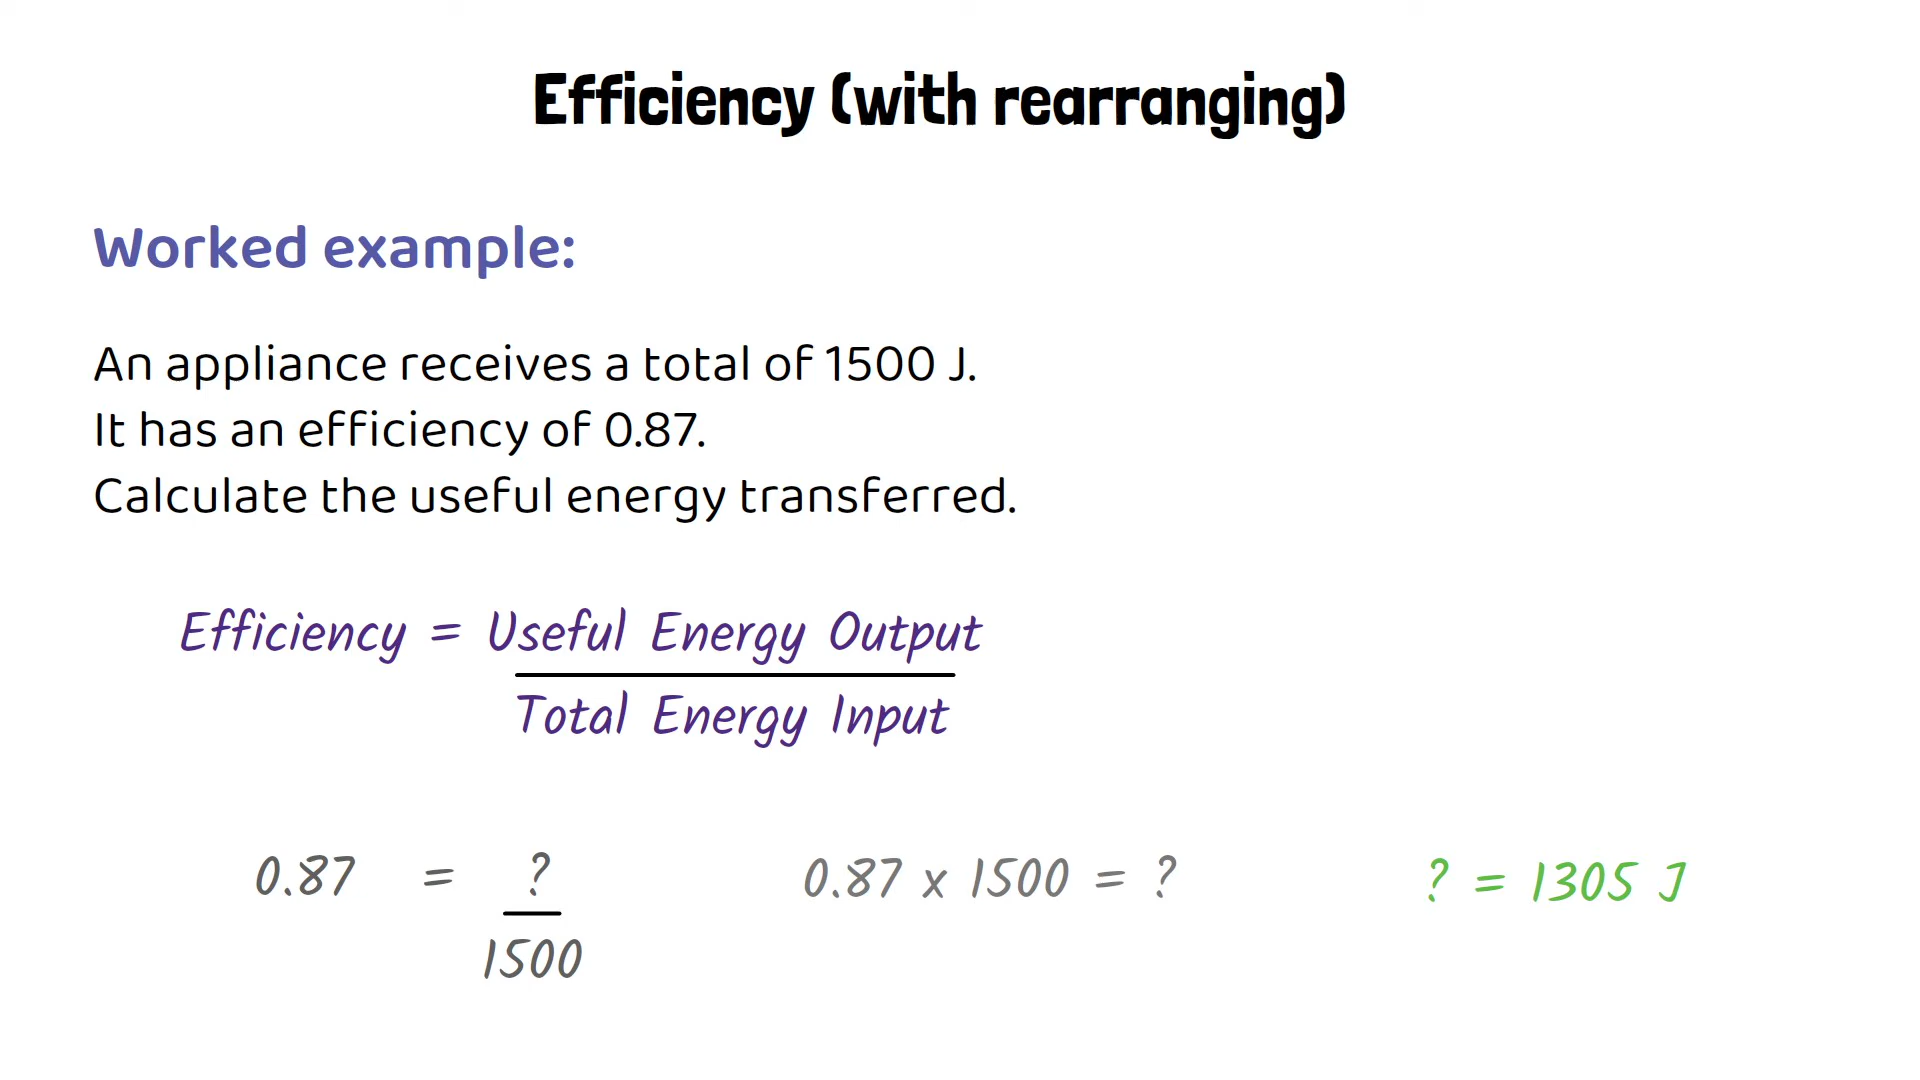 Efficiency (with rearranging)
Worked example:
An appliance receives a total of 1500 J.
It has an efficiency of 0.87.
Calculate the useful energy transferred.
Efficiency = Useful Energy Output
Total Energy Input
0.87 = ?
1500
0.87 x 1500 = ?
? = 1305 J